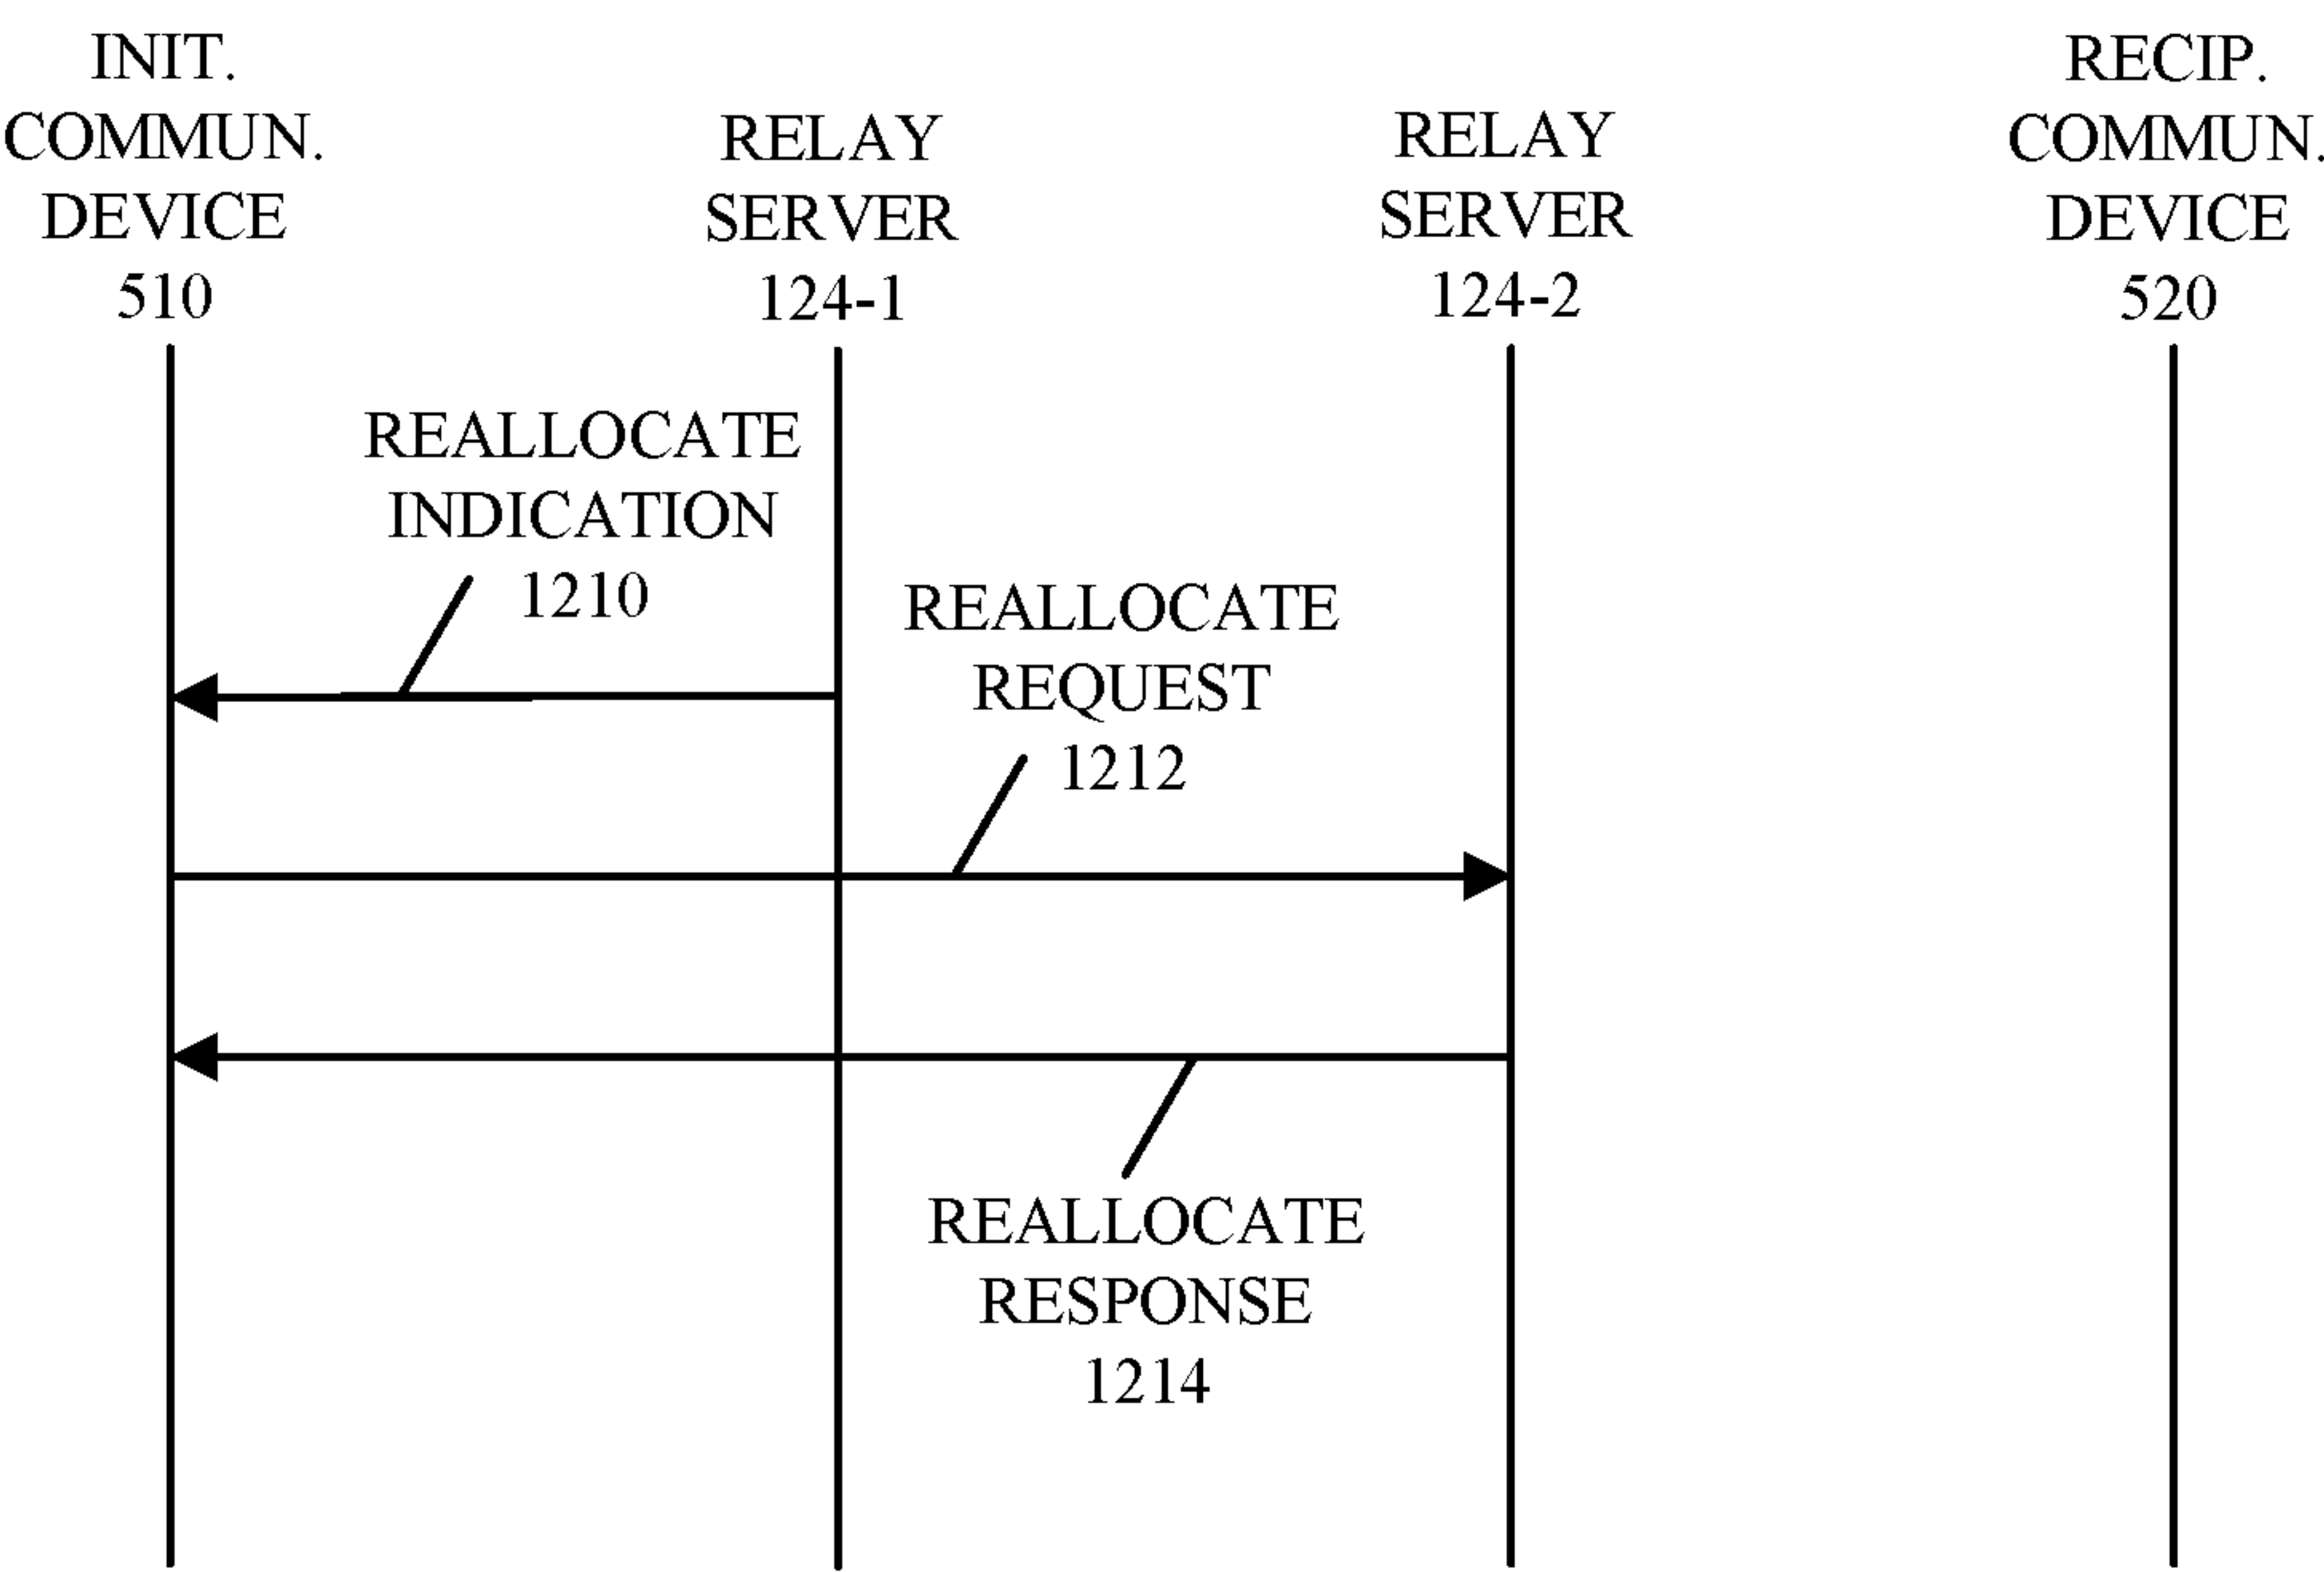 INIT.
COMMUN.
DEVICE
510
RELAY
SERVER
124-1
RELAY
SERVER
124-2
RECIP.
COMMUN.
DEVICE
520
REALLOCATE
INDICATION
1210
REALLOCATE
REQUEST
1212
REALLOCATE
RESPONSE
1214